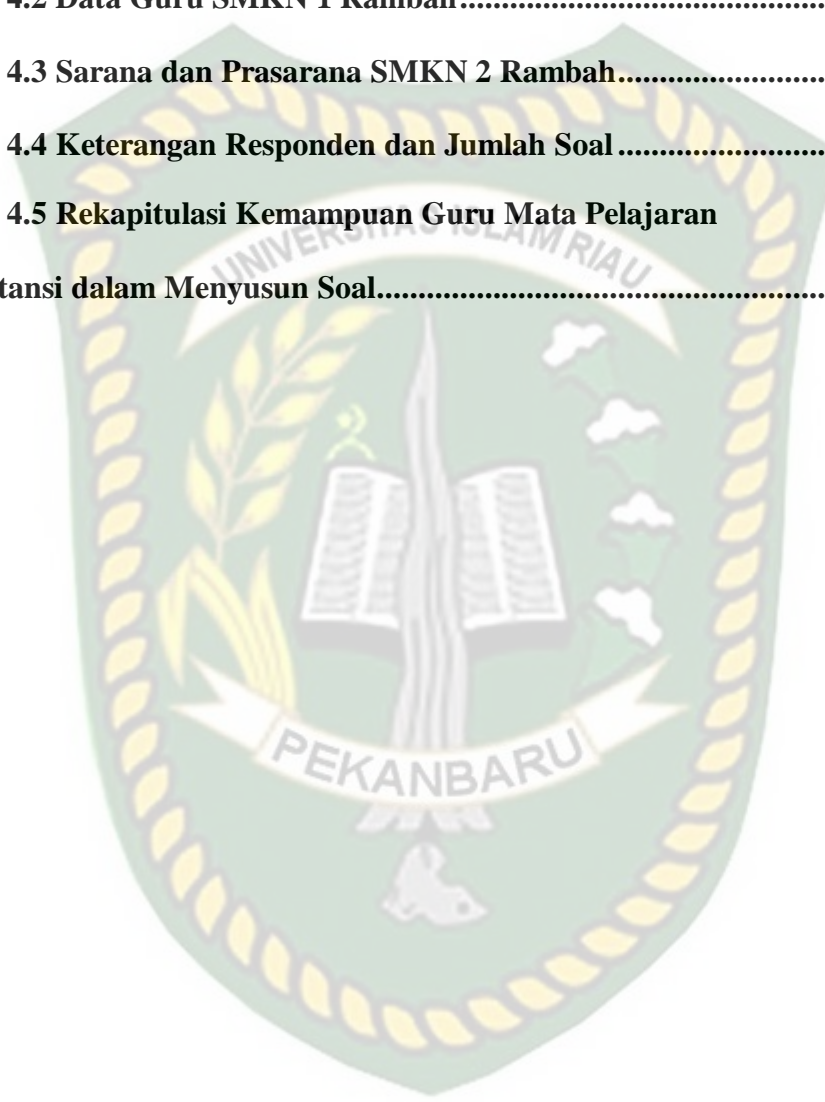 4.2 Data Guru SMKN 1 Rambah.......................................................
4.3 Sarana dan Prasarana SMKN 2 Rambah.........................
4.4 Keterangan Responden dan Jumlah Soal.........................
4.5 Rekapitulasi Kemampuan Guru Mata Pelajaran
UNIVERSITAS ISLAM RIAU
tansi dalam Menyusun Soal......................................................
PEKANBARU